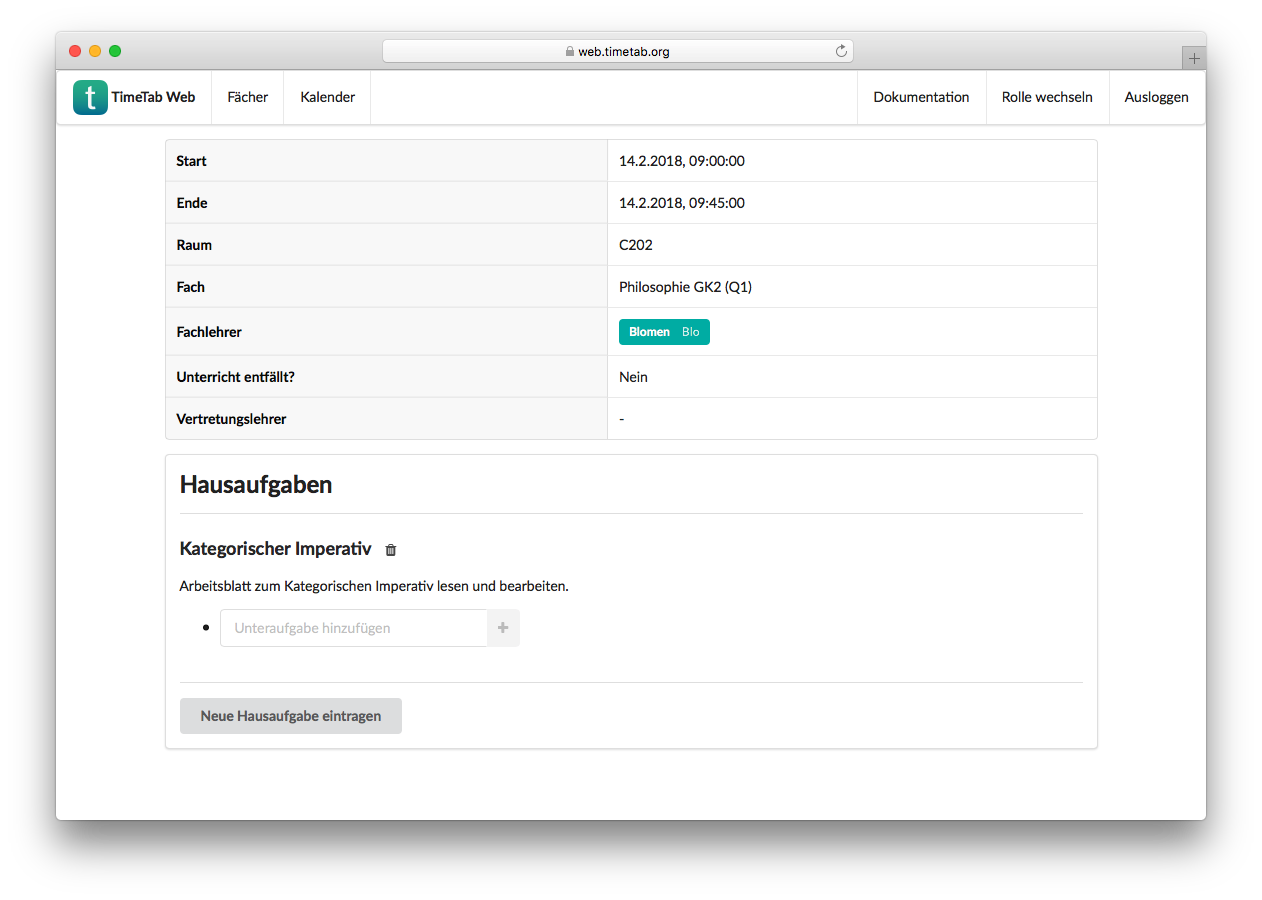 web.timetab.org
t TimeTab Web Fächer Kalender Dokumentation Rolle wechseln Ausloggen
Start 14.2.2018, 09:00:00
Ende 14.2.2018, 09:45:00
Raum C202
Fach Philosophie GK2 (Q1)
Fachlehrer Blomen Blo
Unterricht entfällt? Nein
Vertretungslehrer -
Hausaufgaben
Kategorischer Imperativ
Arbeitsblatt zum Kategorischen Imperativ lesen und bearbeiten.
Unteraufgabe hinzufügen
Neue Hausaufgabe eintragen